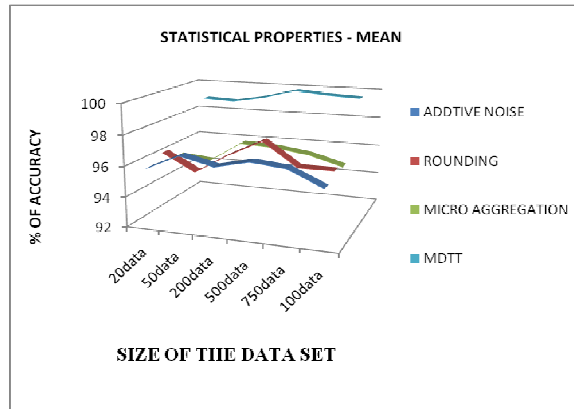 STATISTICAL PROPERTIES - MEAN
% OF ACCURACY
100
98
96
94
92
20data
50data
200data
500data
750data
100data
SIZE OF THE DATA SET
ADDTIVE NOISE
ROUNDING
MICRO AGGREGATION
MDTT